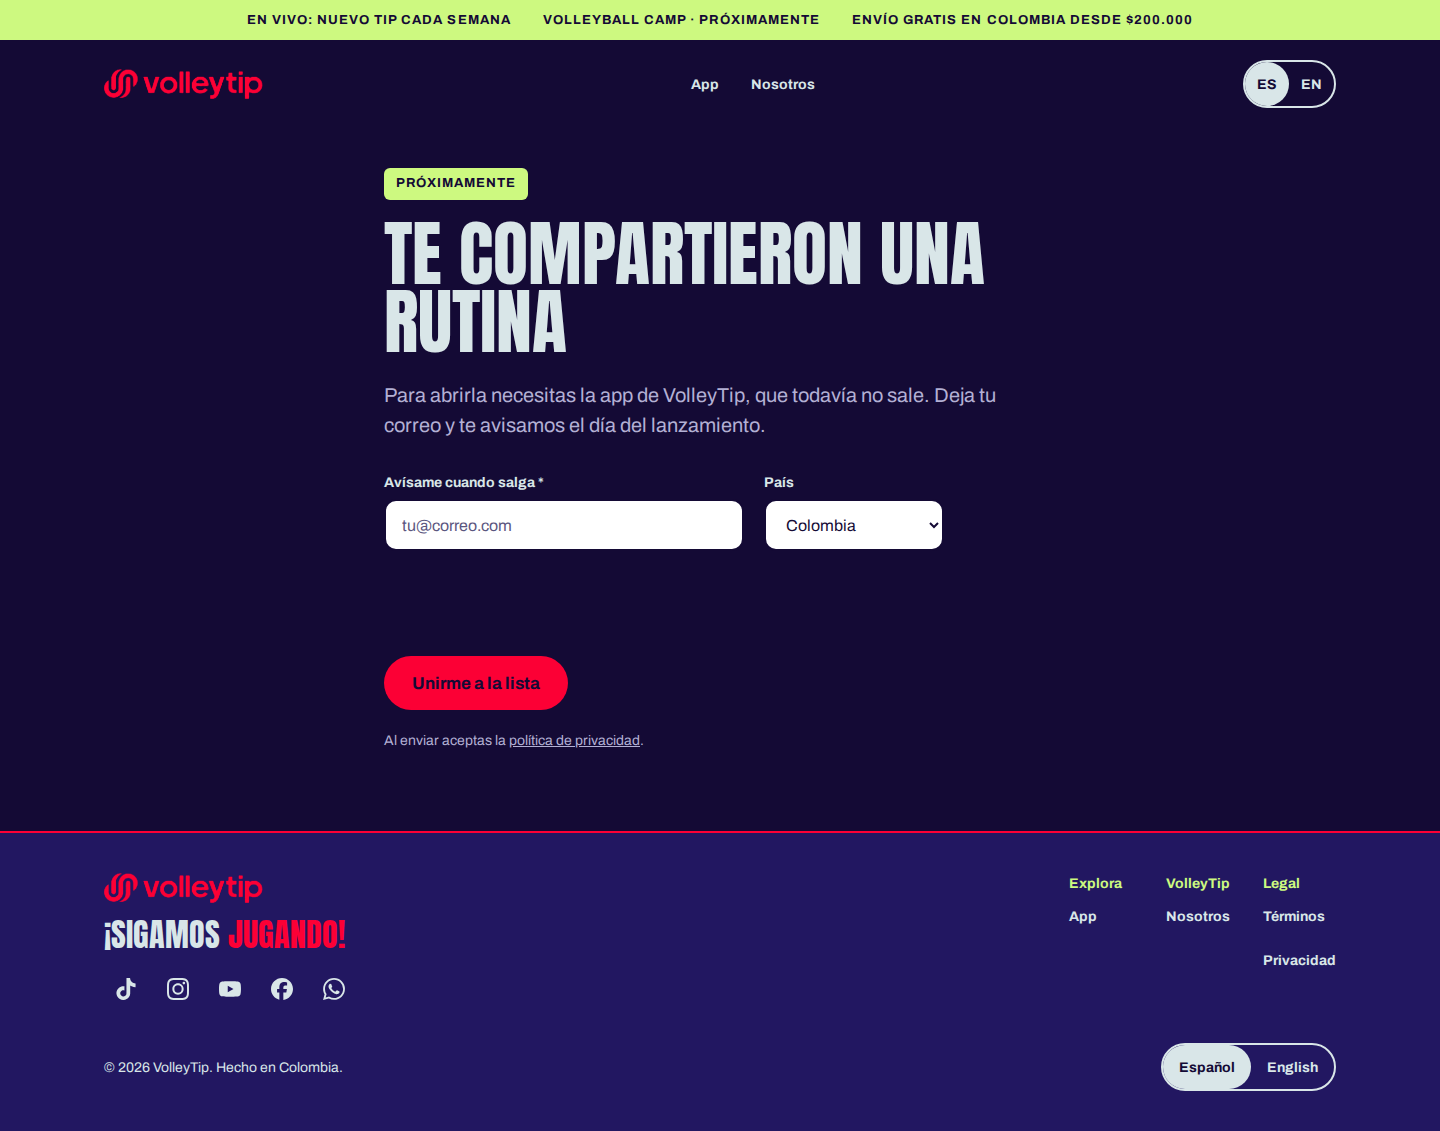 EN VIVO: NUEVO TIP CADA SEMANA VOLLEYBALL CAMP · PRÓXIMAMENTE ENVÍO GRATIS EN COLOMBIA DESDE $200.000
volleytip App Nosotros ES EN
PRÓXIMAMENTE
TE COMPARTIERON UNA
RUTINA
Para abrirla necesitas la app de VolleyTip, que todavía no sale. Deja tu
correo y te avisamos el día del lanzamiento.
Avísame cuando salga * País
tu@correo.com Colombia
Unirme a la lista
Al enviar aceptas la política de privacidad.
volleytip Explora VolleyTip Legal
App Nosotros Términos
¡SIGAMOS JUGANDO!
Privacidad
© 2026 VolleyTip. Hecho en Colombia. Español English